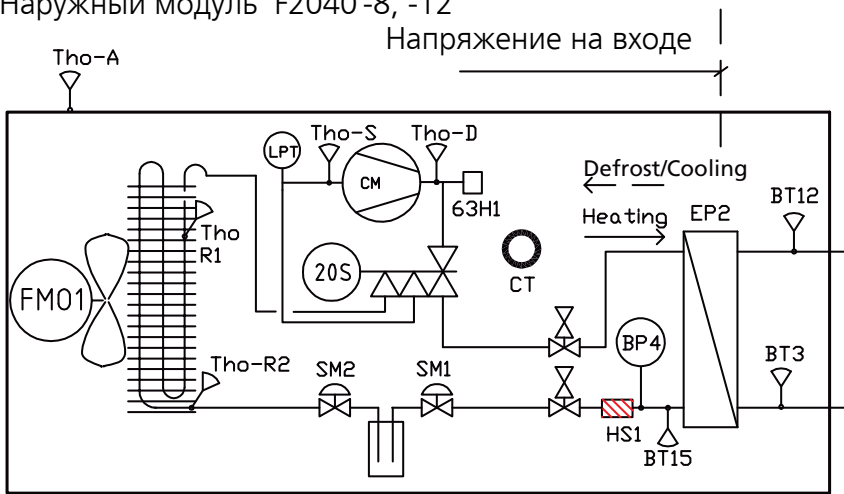 Наружный модуль F2040 -8, -12
Напряжение на входе
Tho-A
Tho-S
Tho-D
LPT
CM
63H1
Defrost/Cooling
Heating
EP2
BT12
Tho
R1
20S
CT
FM01
BP4
BT3
Tho-R2
SM2
SM1
HS1
BT15